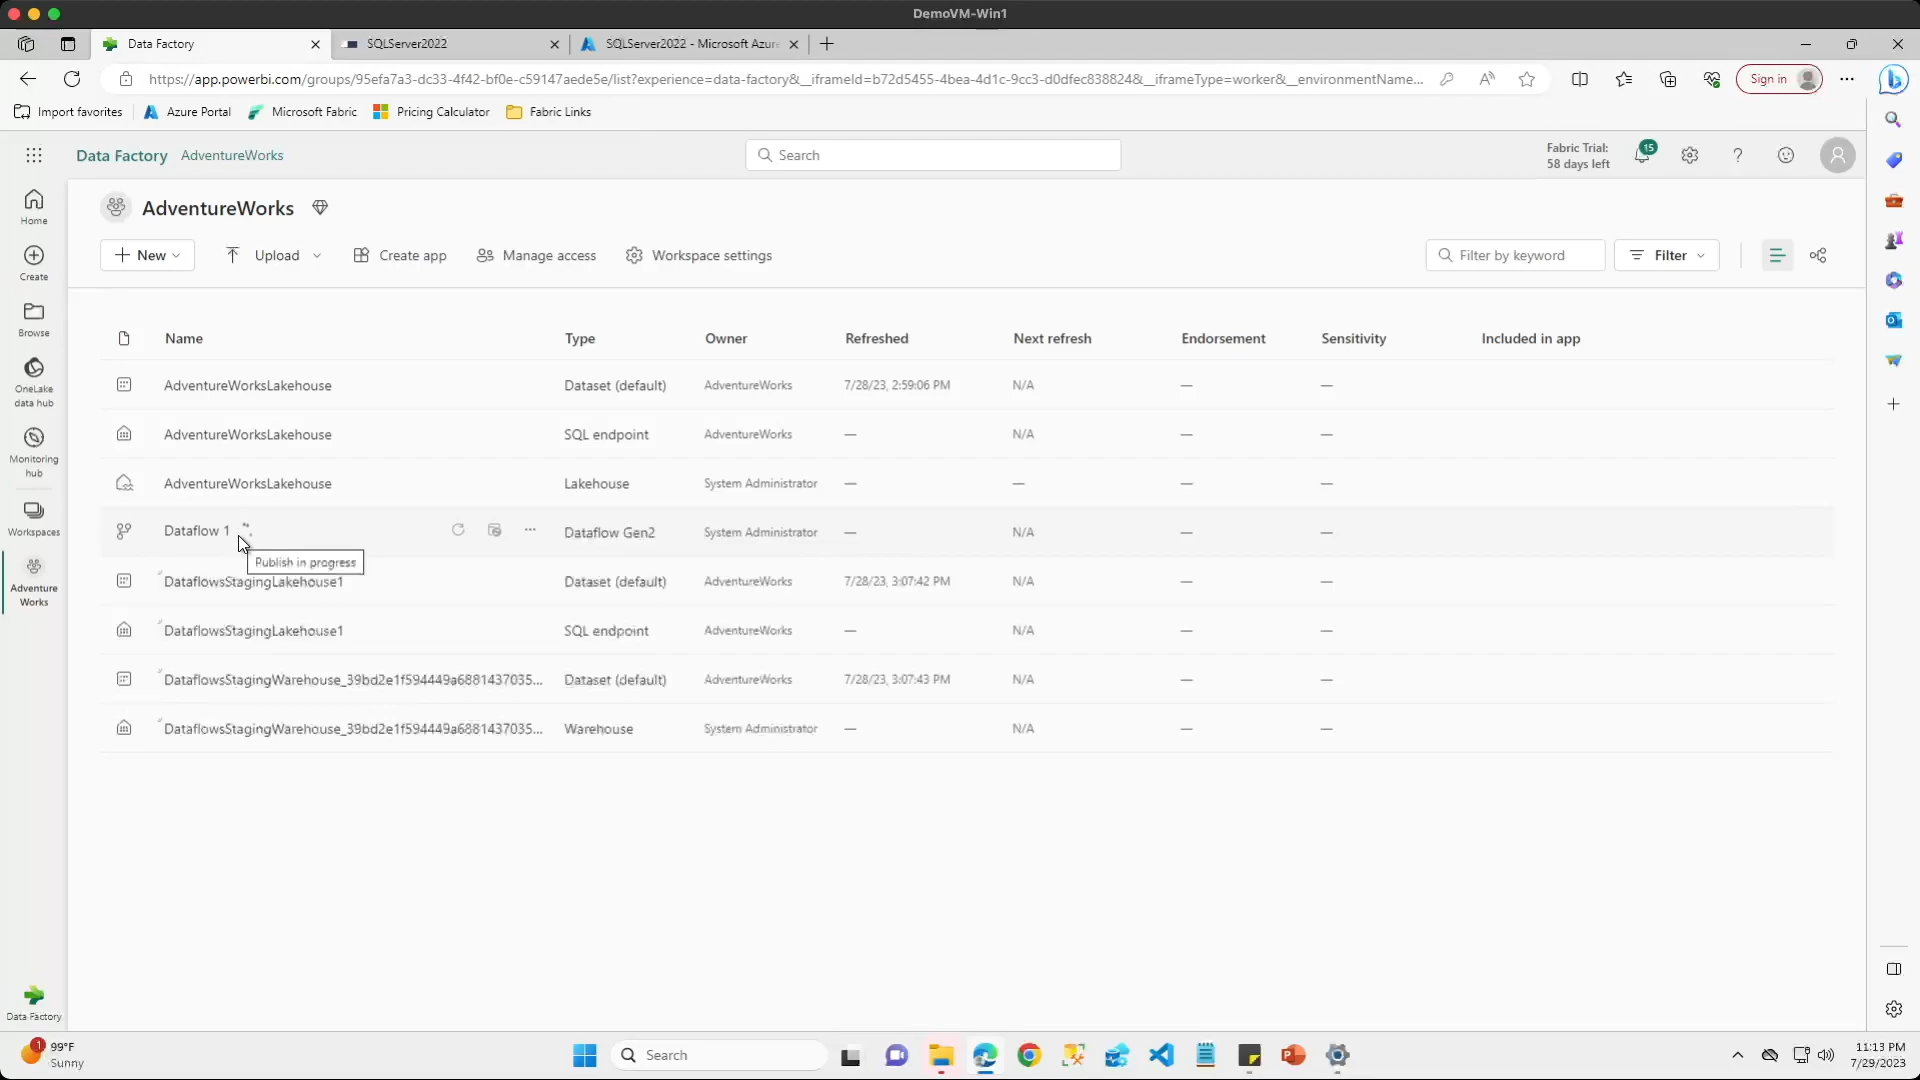 DemoVM-Win1
Data Factory
SQLServer2022
SQLServer2022 - Microsoft Azure
https://app.powerbi.com/groups/95efa7a3-dc33-4f42-bf0e-c59147aede5e/list?experience=data-factory&__iframeId=b72d5455-4bea-4d1c-9cc3-d0dfec838824&__iframeType=worker&__environmentName...
Sign in
Import favorites
Azure Portal
Microsoft Fabric
Pricing Calculator
Fabric Links
Data Factory AdventureWorks
Search
Fabric Trial:
58 days left
15
Home
Create
Browse
OneLake
data hub
Monitoring
hub
Workspaces
Adventure
Works
Data Factory
AdventureWorks
New
Upload
Create app
Manage access
Workspace settings
Filter by keyword
Filter
Name Type Owner Refreshed Next refresh Endorsement Sensitivity Included in app
AdventureWorksLakehouse Dataset (default) AdventureWorks 7/28/23, 2:59:06 PM N/A — —
AdventureWorksLakehouse SQL endpoint AdventureWorks — N/A — —
AdventureWorksLakehouse Lakehouse System Administrator — — — —
Dataflow 1 ... Dataflow Gen2 System Administrator — N/A — —
Publish in progress
DataflowsStagingLakehouse1 Dataset (default) AdventureWorks 7/28/23, 3:07:42 PM N/A — —
DataflowsStagingLakehouse1 SQL endpoint AdventureWorks — N/A — —
DataflowsStagingWarehouse_39bd2e1f594449a6881437035... Dataset (default) AdventureWorks 7/28/23, 3:07:43 PM N/A — —
DataflowsStagingWarehouse_39bd2e1f594449a6881437035... Warehouse System Administrator — N/A — —
1
99°F
Sunny
Search
11:13 PM
7/29/2023